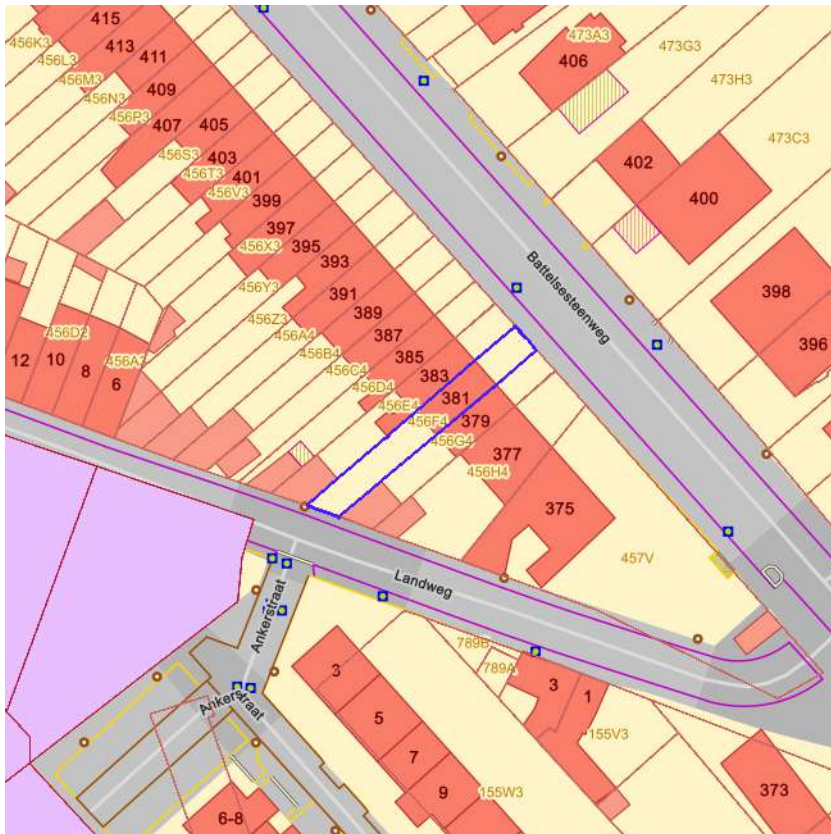 415
413
411
456K3
456L3
456M3
409
456N3
456P3
407
405
456S3
403
456T3
401
456V3
399
397
456X3
395
393
456Y3
391
456Z3
389
456A4
387
456B4
385
456C4
383
456D4
381
456E4
379
456F4
456G4
377
456H4
375
473A3
406
473G3
473H3
473C3
402
400
398
396
Battelsesteenweg
456D2
12
10
8
456A3
6
457V
Landweg
Ankerstraat
Ankerstraat
789B
789A
3
5
7
9
3
1
155V3
155W3
373
6-8